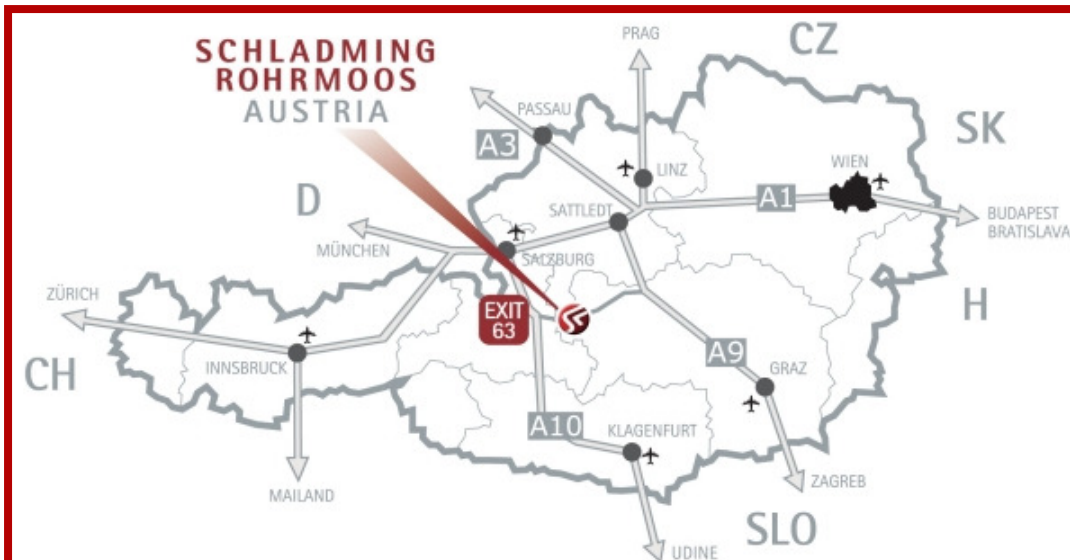 SCHLADMING
ROHRMOOS
AUSTRIA
PRAG
CZ
PASSAU
A3
SK
LINZ
WIEN
D
A1
SATTLEDT
BUDAPEST
BRATISLAVA
MÜNCHEN
SALZBURG
ZÜRICH
EXIT
63
H
INNSBRUCK
A9
GRAZ
CH
A10
KLAGENFURT
MAILAND
ZAGREB
SLO
UDINE